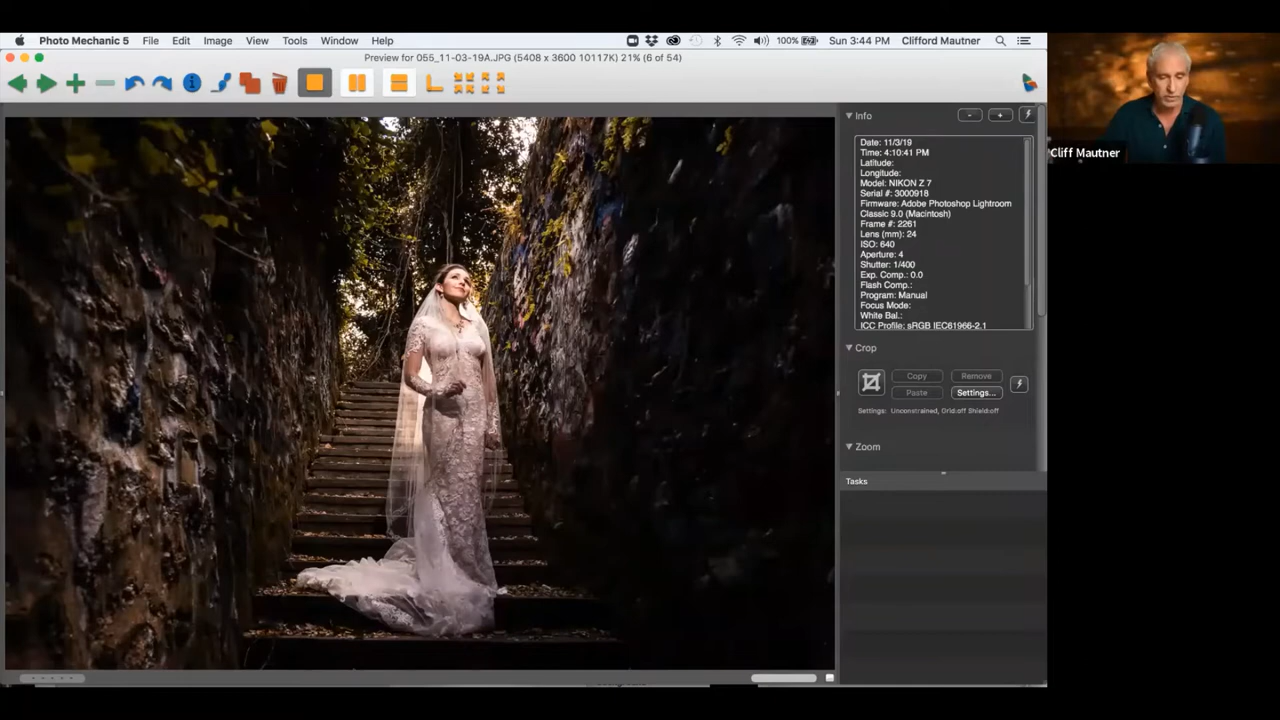 Photo Mechanic 5 File Edit Image View Tools Window Help 100% Sun 3:44 PM Clifford Mautner
Preview for 055_11-03-19A.JPG (5408 x 3600 10117K) 21% (6 of 54)
Info
Date: 11/3/19
Time: 4:10:41 PM
Latitude:
Longitude:
Model: NIKON Z 7
Serial #: 3000918
Firmware: Adobe Photoshop Lightroom
Classic 9.0 (Macintosh)
Frame #: 2261
Lens (mm): 24
ISO: 640
Aperture: 4
Shutter: 1/400
Exp. Comp.: 0.0
Flash Comp.:
Program: Manual
Focus Mode:
White Bal.:
ICC Profile: sRGB IEC61966-2.1
Crop
Copy Remove
Paste Settings...
Settings: Unconstrained, Grid:off Shield:off
Zoom
Tasks
Cliff Mautner